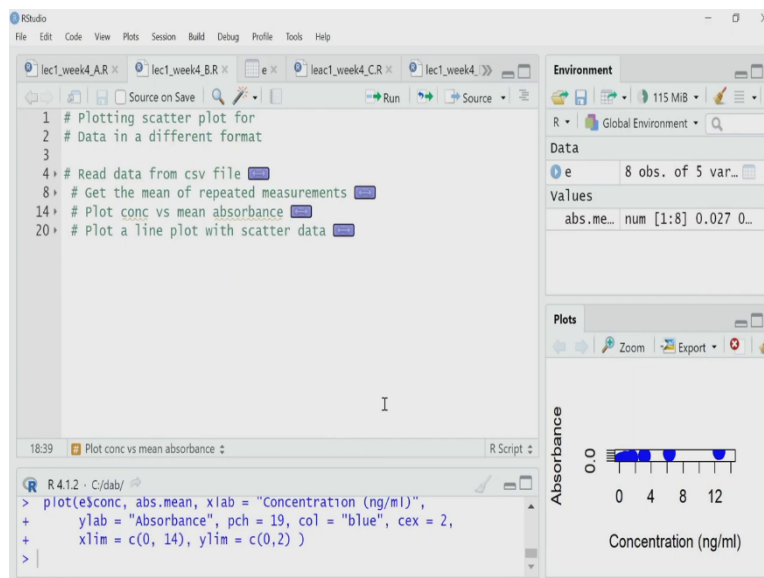 RStudio
File Edit Code View Plots Session Build Debug Profile Tools Help
lec1_week4_A.R lec1_week4_B.R e leac1_week4_C.R lec1_week4_
Source on Save Run Source
1 # Plotting scatter plot for
2 # Data in a different format
3
4 # Read data from csv file
8 # Get the mean of repeated measurements
14 # Plot conc vs mean absorbance
20 # Plot a line plot with scatter data
18:39 Plot conc vs mean absorbance R Script
R 4.1.2 · C:/dab/
> plot(e$conc, abs.mean, xlab = "Concentration (ng/ml)",
+ ylab = "Absorbance", pch = 19, col = "blue", cex = 2,
+ xlim = c(0, 14), ylim = c(0,2) )
>
Environment
115 MiB
R Global Environment
Data
e 8 obs. of 5 var…
Values
abs.me… num [1:8] 0.027 0…
Plots
Zoom Export
Absorbance
0.0
0 4 8 12
Concentration (ng/ml)